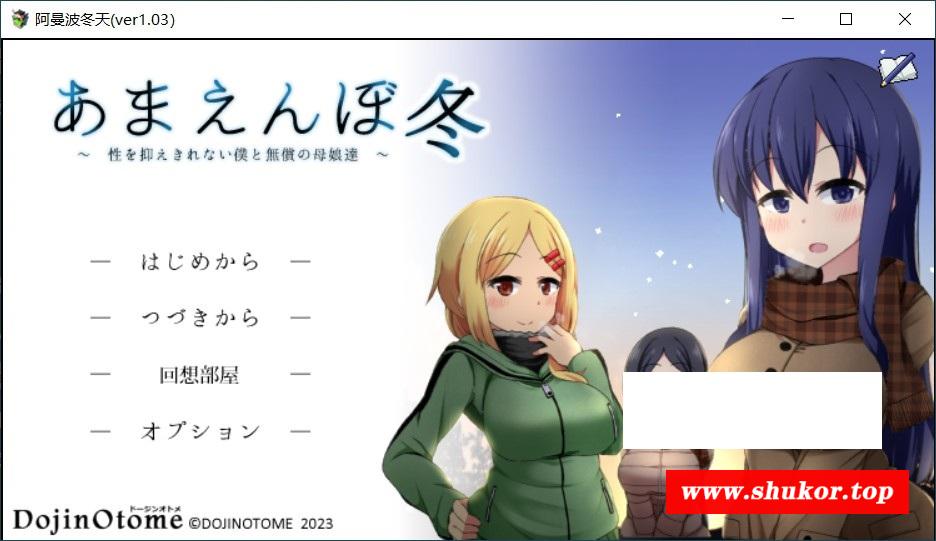 阿曼波冬天(ver1.03)
あまえんぼ冬
～ 性を抑えきれない僕と無償の母娘達 ～
― はじめから ―
― つづきから ―
― 回想部屋 ―
― オプション ―
www.shukor.top
ドージンオトメ
DojinOtome ©DOJINOTOME 2023